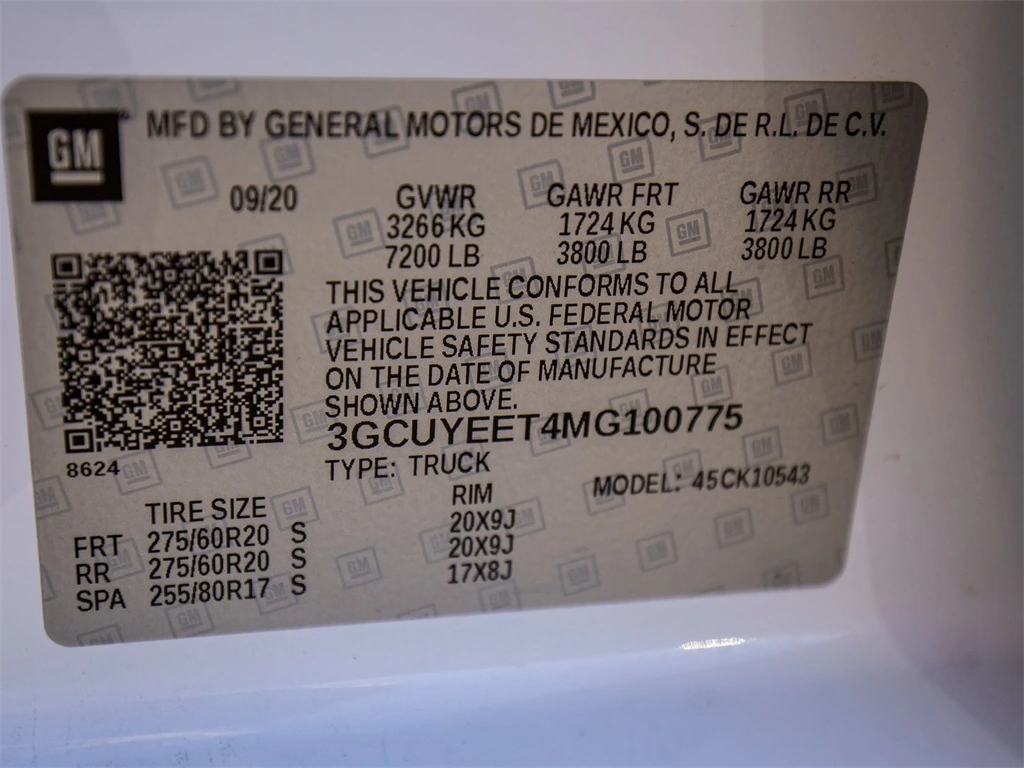 GM MFD BY GENERAL MOTORS DE MEXICO, S. DE R.L. DE C.V.
09/20 GVWR GAWR FRT GAWR RR
3266 KG 1724 KG 1724 KG
7200 LB 3800 LB 3800 LB
THIS VEHICLE CONFORMS TO ALL
APPLICABLE U.S. FEDERAL MOTOR
VEHICLE SAFETY STANDARDS IN EFFECT
ON THE DATE OF MANUFACTURE
SHOWN ABOVE.
3GCUYEET4MG100775
8624 TYPE: TRUCK
MODEL: 45CK10543
TIRE SIZE RIM
FRT 275/60R20 S 20X9J
RR 275/60R20 S 20X9J
SPA 255/80R17 S 17X8J